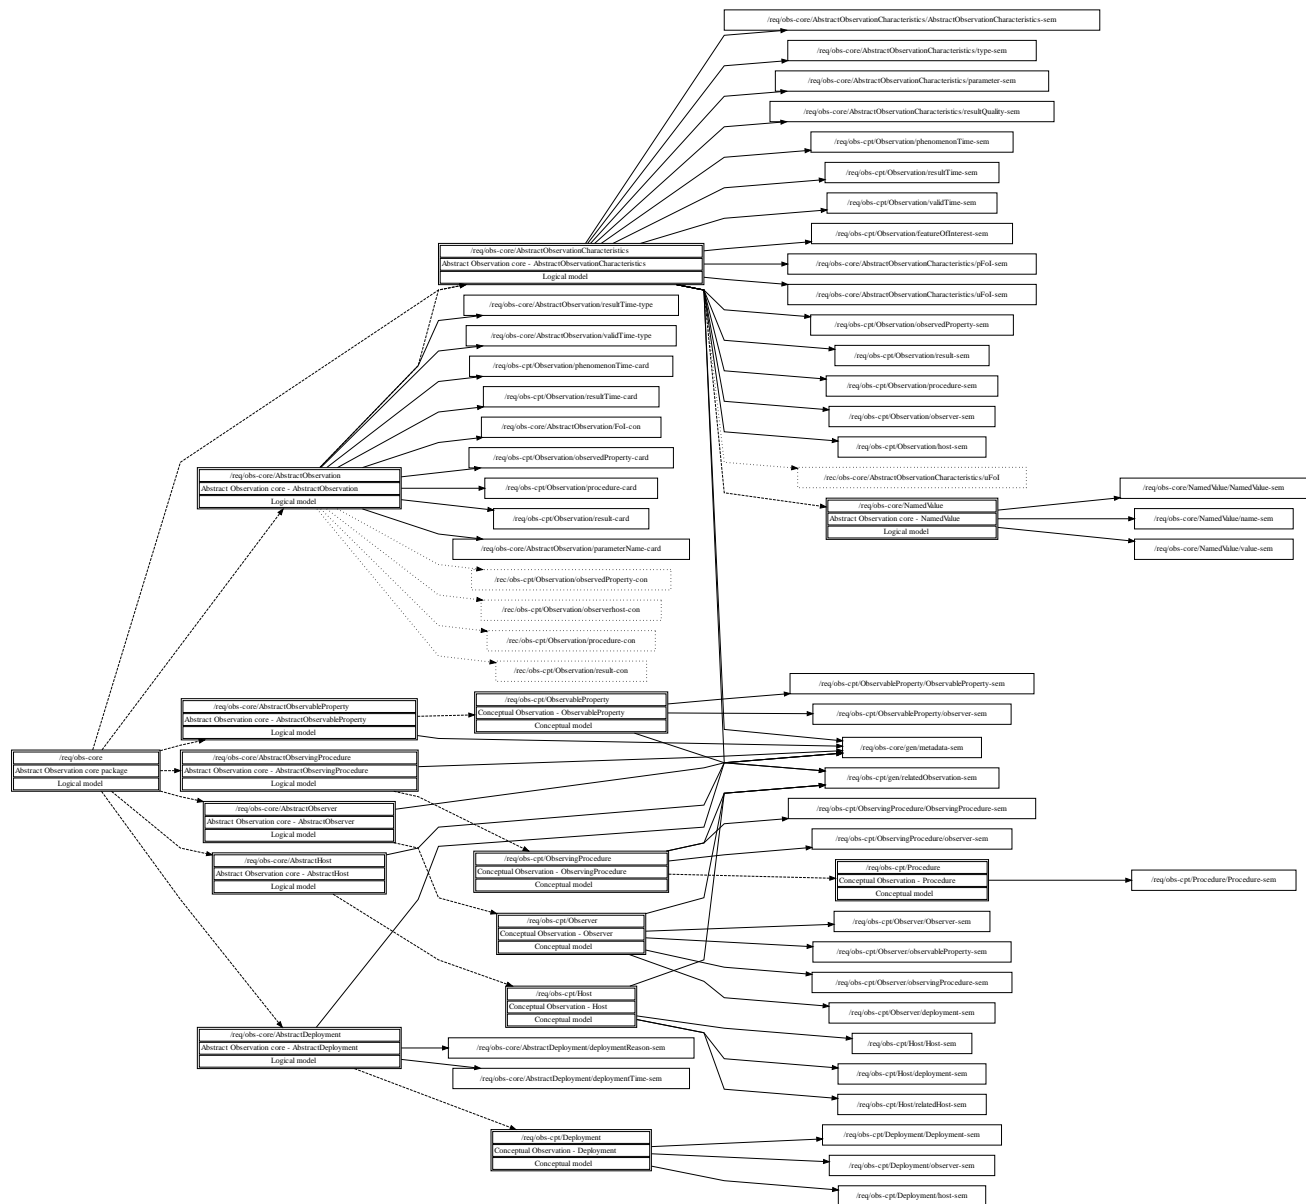 /req/obs-core/AbstractObservationCharacteristics/AbstractObservationCharacteristics-sem
/req/obs-core/AbstractObservationCharacteristics/type-sem
/req/obs-core/AbstractObservationCharacteristics/parameter-sem
/req/obs-core/AbstractObservationCharacteristics/resultQuality-sem
/req/obs-cpt/Observation/phenomenonTime-sem
/req/obs-cpt/Observation/resultTime-sem
/req/obs-cpt/Observation/validTime-sem
/req/obs-cpt/Observation/featureOfInterest-sem
/req/obs-core/AbstractObservationCharacteristics
Abstract Observation core - AbstractObservationCharacteristics
Logical model
/req/obs-core/AbstractObservationCharacteristics/pFoI-sem
/req/obs-core/AbstractObservationCharacteristics/uFoI-sem
/req/obs-cpt/Observation/observedProperty-sem
/req/obs-cpt/Observation/result-sem
/req/obs-cpt/Observation/procedure-sem
/req/obs-cpt/Observation/observer-sem
/req/obs-cpt/Observation/host-sem
/rec/obs-core/AbstractObservationCharacteristics/uFoI
/req/obs-core/NamedValue
Abstract Observation core - NamedValue
Logical model
/req/obs-core/NamedValue/NamedValue-sem
/req/obs-core/NamedValue/name-sem
/req/obs-core/NamedValue/value-sem
/req/obs-core/AbstractObservation/resultTime-type
/req/obs-core/AbstractObservation/validTime-type
/req/obs-cpt/Observation/phenomenonTime-card
/req/obs-cpt/Observation/resultTime-card
/req/obs-core/AbstractObservation/FoI-con
/req/obs-cpt/Observation/observedProperty-card
/req/obs-core/AbstractObservation
Abstract Observation core - AbstractObservation
Logical model
/req/obs-cpt/Observation/procedure-card
/req/obs-cpt/Observation/result-card
/req/obs-core/AbstractObservation/parameterName-card
/rec/obs-cpt/Observation/observedProperty-con
/rec/obs-cpt/Observation/observerhost-con
/rec/obs-cpt/Observation/procedure-con
/rec/obs-cpt/Observation/result-con
/req/obs-core
Abstract Observation core package
Logical model
/req/obs-core/AbstractObservableProperty
Abstract Observation core - AbstractObservableProperty
Logical model
/req/obs-cpt/ObservableProperty
Conceptual Observation - ObservableProperty
Conceptual model
/req/obs-cpt/ObservableProperty/ObservableProperty-sem
/req/obs-cpt/ObservableProperty/observer-sem
/req/obs-core/gen/metadata-sem
/req/obs-cpt/gen/relatedObservation-sem
/req/obs-core/AbstractObservingProcedure
Abstract Observation core - AbstractObservingProcedure
Logical model
/req/obs-core/AbstractObserver
Abstract Observation core - AbstractObserver
Logical model
/req/obs-core/AbstractHost
Abstract Observation core - AbstractHost
Logical model
/req/obs-cpt/ObservingProcedure
Conceptual Observation - ObservingProcedure
Conceptual model
/req/obs-cpt/ObservingProcedure/ObservingProcedure-sem
/req/obs-cpt/ObservingProcedure/observer-sem
/req/obs-cpt/Procedure
Conceptual Observation - Procedure
Conceptual model
/req/obs-cpt/Procedure/Procedure-sem
/req/obs-cpt/Observer
Conceptual Observation - Observer
Conceptual model
/req/obs-cpt/Observer/Observer-sem
/req/obs-cpt/Observer/observableProperty-sem
/req/obs-cpt/Observer/observingProcedure-sem
/req/obs-cpt/Observer/deployment-sem
/req/obs-cpt/Host
Conceptual Observation - Host
Conceptual model
/req/obs-cpt/Host/Host-sem
/req/obs-cpt/Host/deployment-sem
/req/obs-cpt/Host/relatedHost-sem
/req/obs-core/AbstractDeployment
Abstract Observation core - AbstractDeployment
Logical model
/req/obs-core/AbstractDeployment/deploymentReason-sem
/req/obs-core/AbstractDeployment/deploymentTime-sem
/req/obs-cpt/Deployment
Conceptual Observation - Deployment
Conceptual model
/req/obs-cpt/Deployment/Deployment-sem
/req/obs-cpt/Deployment/observer-sem
/req/obs-cpt/Deployment/host-sem